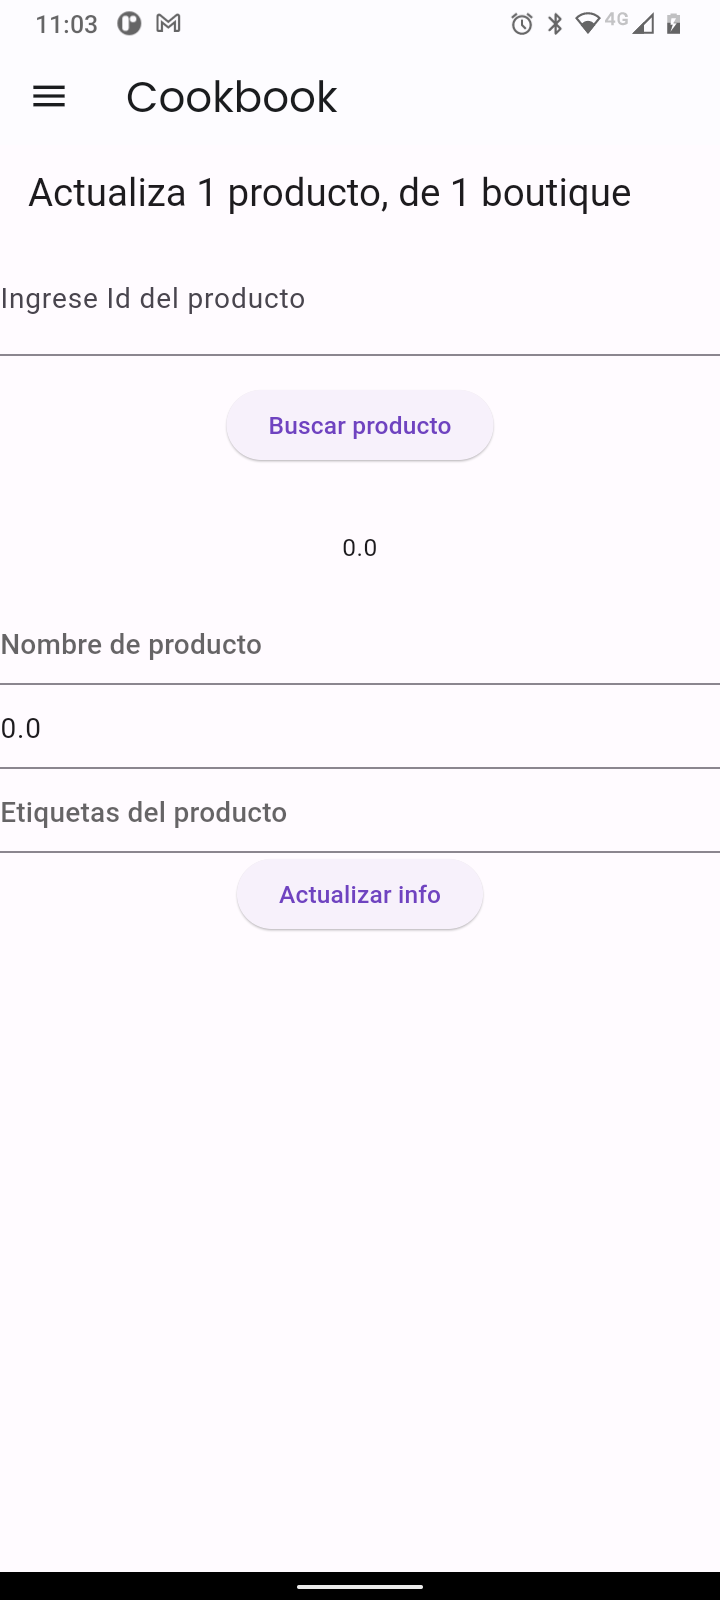 11:03 4G
Cookbook
Actualiza 1 producto, de 1 boutique
Ingrese Id del producto
Buscar producto
0.0
Nombre de producto
0.0
Etiquetas del producto
Actualizar info